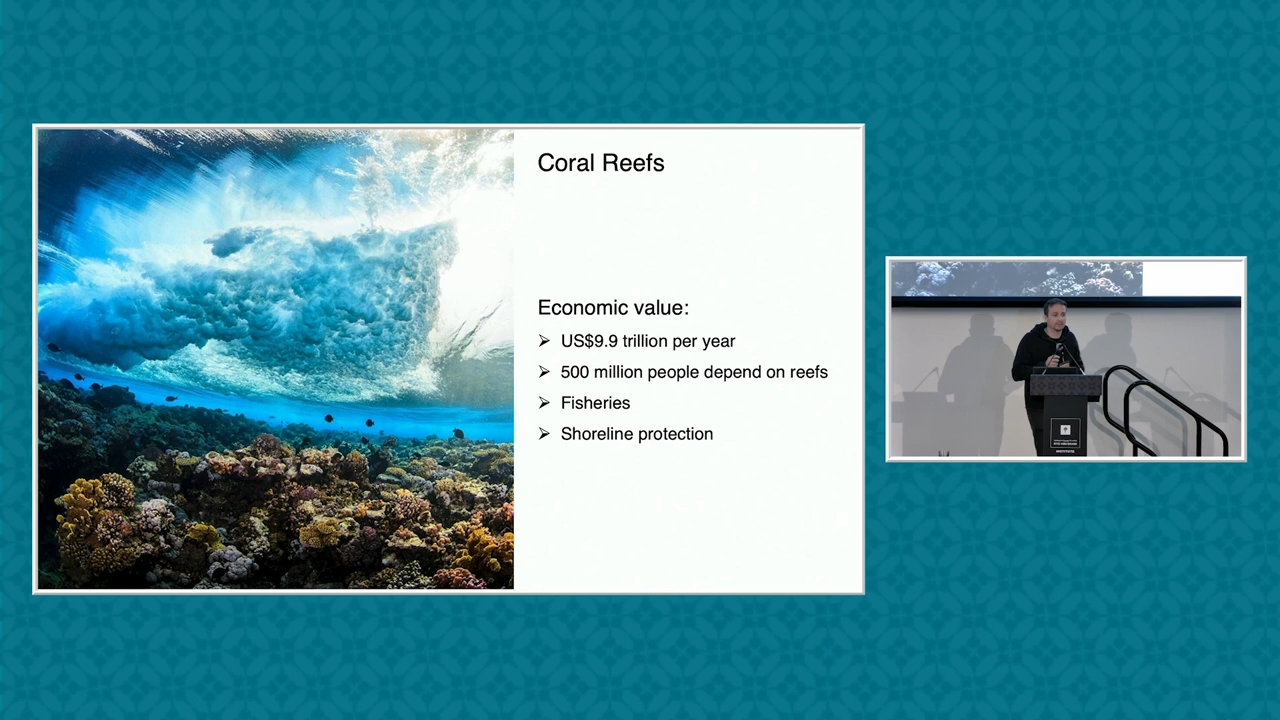 Coral Reefs
Economic value:
➢ US$9.9 trillion per year
➢ 500 million people depend on reefs
➢ Fisheries
➢ Shoreline protection
INSTITUTE